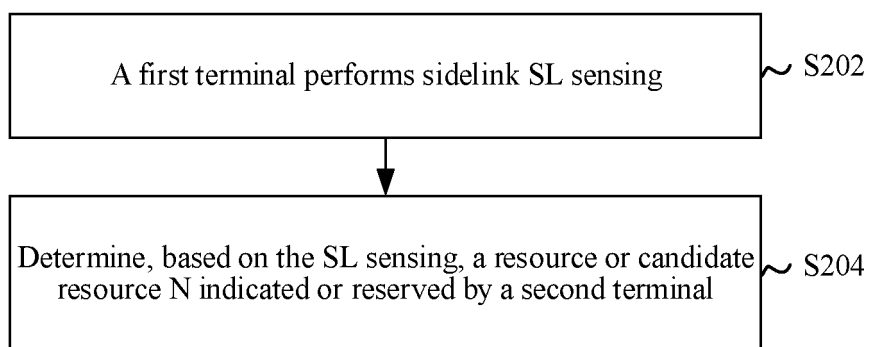 A first terminal performs sidelink SL sensing
S202
Determine, based on the SL sensing, a resource or candidate
resource N indicated or reserved by a second terminal
S204